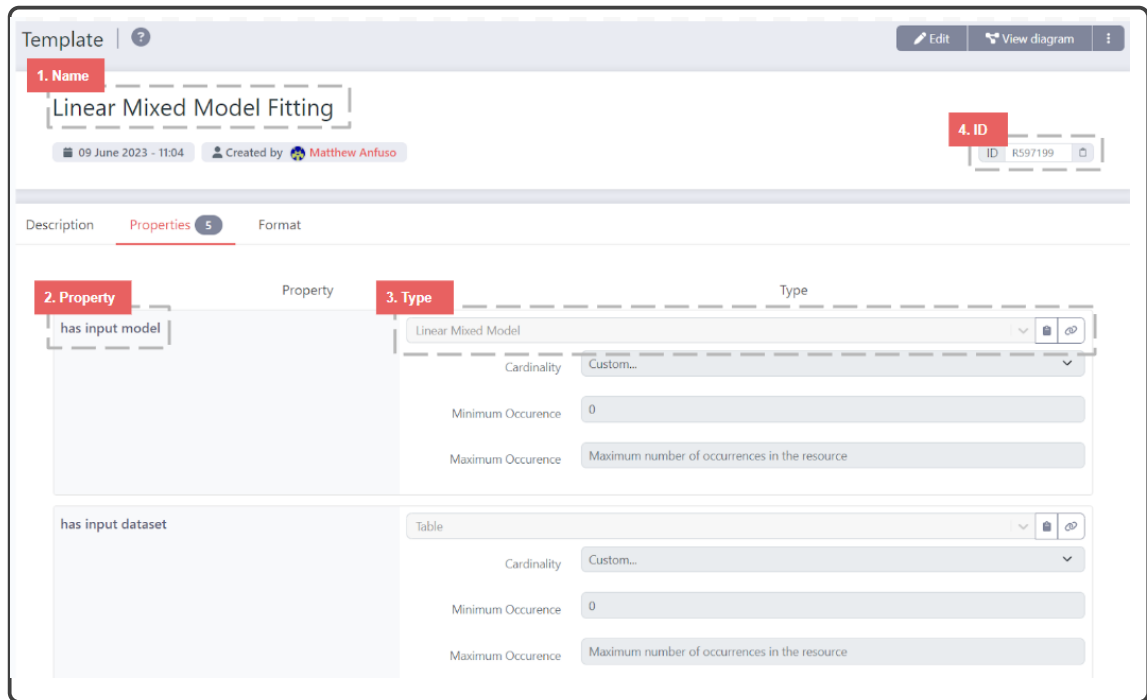 Template
?
Edit
View diagram
1. Name
Linear Mixed Model Fitting
09 June 2023 - 11:04
Created by Matthew Anfuso
4. ID
ID R597199
Description
Properties 5
Format
Property
Type
2. Property
3. Type
has input model
Linear Mixed Model
Cardinality
Custom...
Minimum Occurence
0
Maximum Occurence
Maximum number of occurrences in the resource
has input dataset
Table
Cardinality
Custom...
Minimum Occurence
0
Maximum Occurence
Maximum number of occurrences in the resource